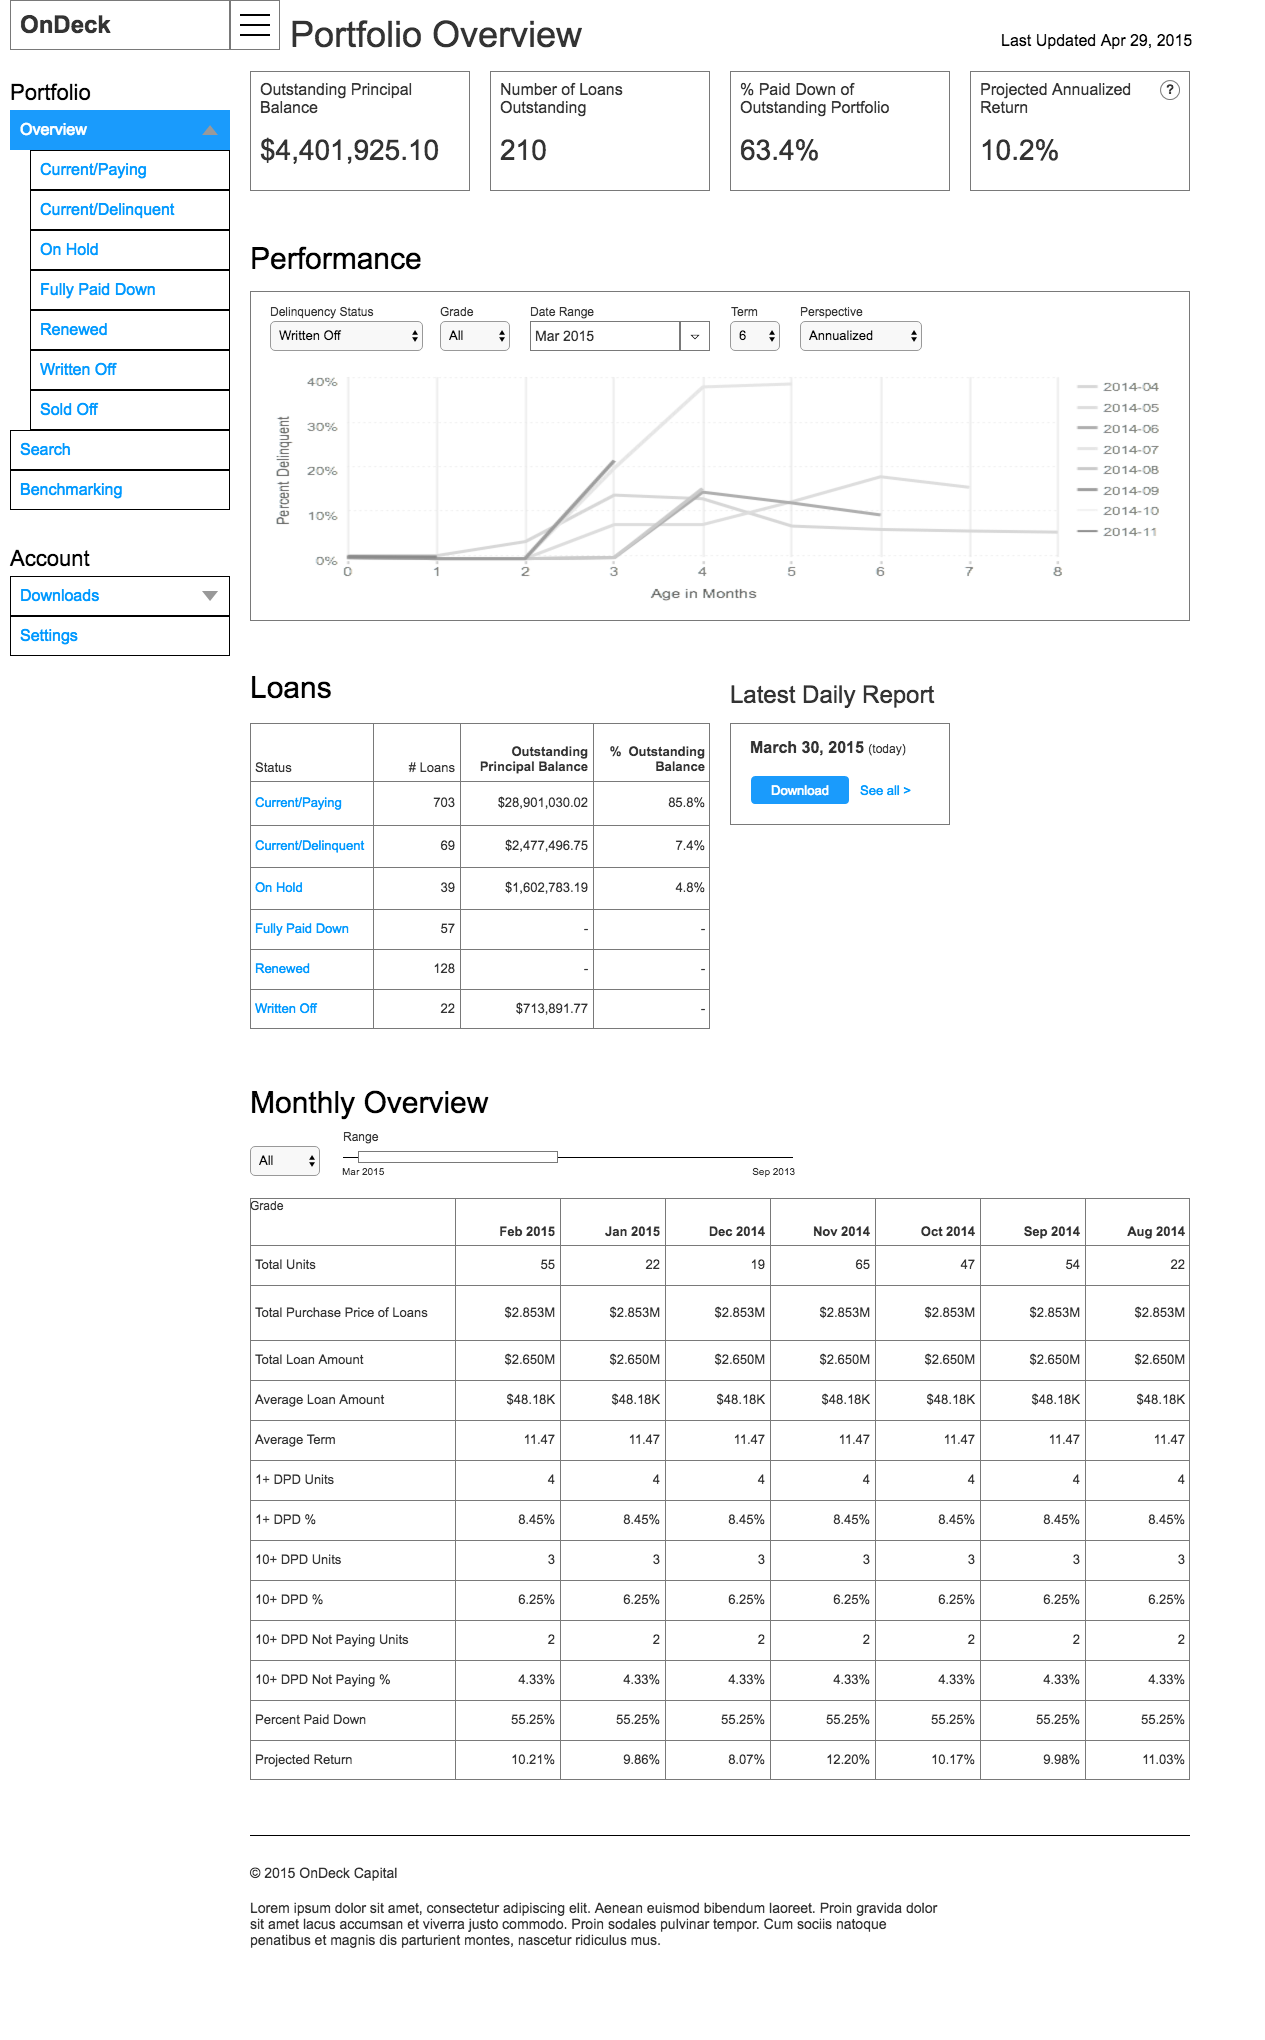 OnDeck
Portfolio Overview
Last Updated Apr 29, 2015
Portfolio
Overview
Current/Paying
Current/Delinquent
On Hold
Fully Paid Down
Renewed
Written Off
Sold Off
Search
Benchmarking
Account
Downloads
Settings
Outstanding Principal
Balance
$4,401,925.10
Number of Loans
Outstanding
210
% Paid Down of
Outstanding Portfolio
63.4%
Projected Annualized
Return
?
10.2%
Performance
Delinquency Status Grade Date Range Term Perspective
Written Off All Mar 2015 6 Annualized
Percent Delinquent
40%
30%
20%
10%
0%
0 1 2 3 4 5 6 7 8
Age in Months
2014-04
2014-05
2014-06
2014-07
2014-08
2014-09
2014-10
2014-11
Loans
Status # Loans Outstanding Principal Balance % Outstanding Balance
Current/Paying 703 $28,901,030.02 85.8%
Current/Delinquent 69 $2,477,496.75 7.4%
On Hold 39 $1,602,783.19 4.8%
Fully Paid Down 57 - -
Renewed 128 - -
Written Off 22 $713,891.77 -
Latest Daily Report
March 30, 2015 (today)
Download See all >
Monthly Overview
Range
All
Mar 2015 Sep 2013
Grade
Feb 2015 Jan 2015 Dec 2014 Nov 2014 Oct 2014 Sep 2014 Aug 2014
Total Units 55 22 19 65 47 54 22
Total Purchase Price of Loans $2.853M $2.853M $2.853M $2.853M $2.853M $2.853M $2.853M
Total Loan Amount $2.650M $2.650M $2.650M $2.650M $2.650M $2.650M $2.650M
Average Loan Amount $48.18K $48.18K $48.18K $48.18K $48.18K $48.18K $48.18K
Average Term 11.47 11.47 11.47 11.47 11.47 11.47 11.47
1+ DPD Units 4 4 4 4 4 4 4
1+ DPD % 8.45% 8.45% 8.45% 8.45% 8.45% 8.45% 8.45%
10+ DPD Units 3 3 3 3 3 3 3
10+ DPD % 6.25% 6.25% 6.25% 6.25% 6.25% 6.25% 6.25%
10+ DPD Not Paying Units 2 2 2 2 2 2 2
10+ DPD Not Paying % 4.33% 4.33% 4.33% 4.33% 4.33% 4.33% 4.33%
Percent Paid Down 55.25% 55.25% 55.25% 55.25% 55.25% 55.25% 55.25%
Projected Return 10.21% 9.86% 8.07% 12.20% 10.17% 9.98% 11.03%
© 2015 OnDeck Capital
Lorem ipsum dolor sit amet, consectetur adipiscing elit. Aenean euismod bibendum laoreet. Proin gravida dolor
sit amet lacus accumsan et viverra justo commodo. Proin sodales pulvinar tempor. Cum sociis natoque
penatibus et magnis dis parturient montes, nascetur ridiculus mus.